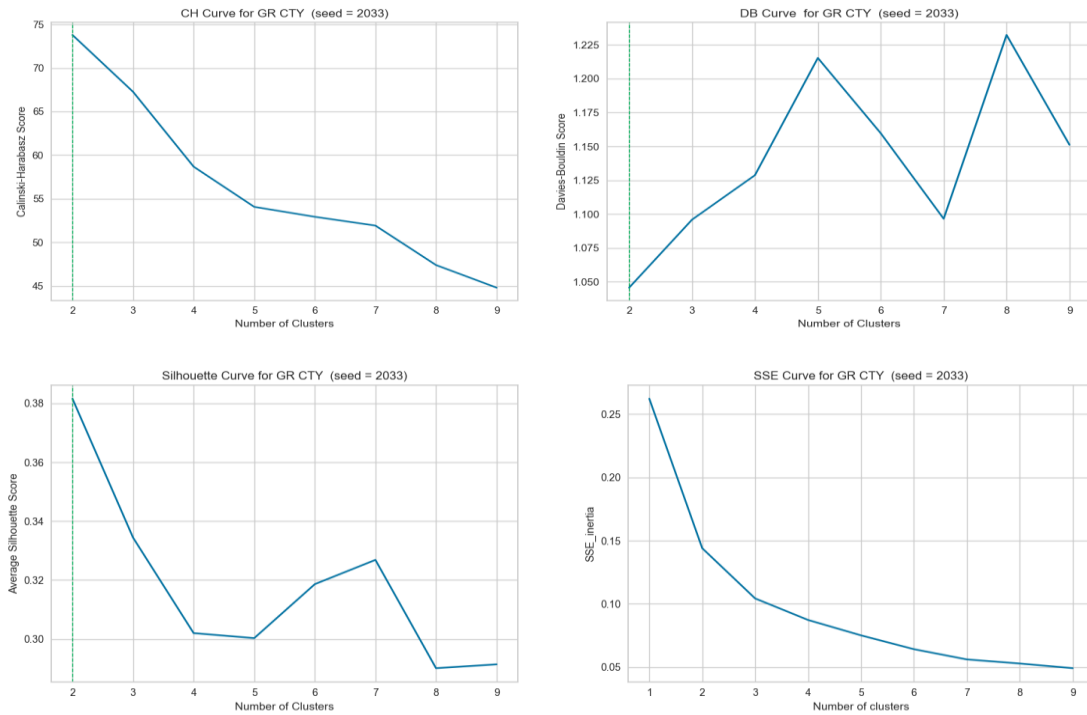 CH Curve for GR CTY (seed = 2033)
Calinski-Harabasz Score
75
70
65
60
55
50
45
2 3 4 5 6 7 8 9
Number of Clusters
DB Curve for GR CTY (seed = 2033)
Davies-Bouldin Score
1.225
1.200
1.175
1.150
1.125
1.100
1.075
1.050
2 3 4 5 6 7 8 9
Number of Clusters
Silhouette Curve for GR CTY (seed = 2033)
Average Silhouette Score
0.38
0.36
0.34
0.32
0.30
2 3 4 5 6 7 8 9
Number of Clusters
SSE Curve for GR CTY (seed = 2033)
SSE_inertia
0.25
0.20
0.15
0.10
0.05
1 2 3 4 5 6 7 8 9
Number of clusters